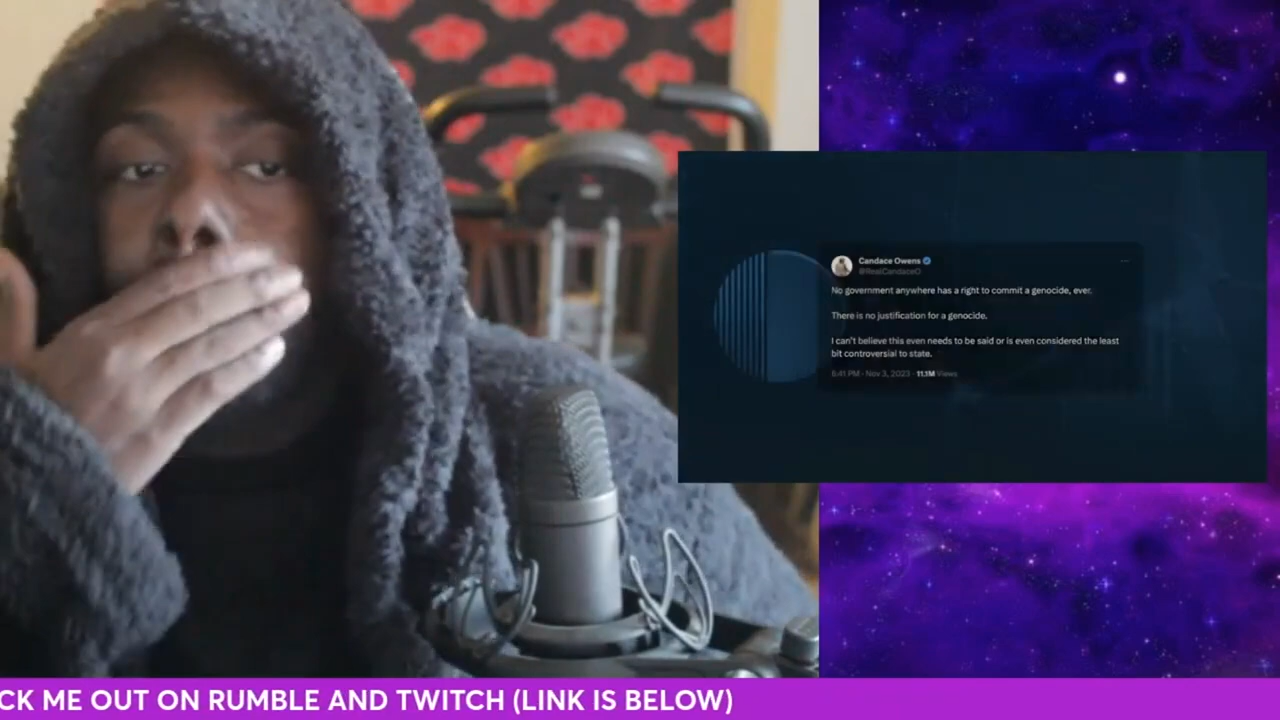 Candace Owens
@RealCandaceO
No government anywhere has a right to commit a genocide, ever.
There is no justification for a genocide.
I can't believe this even needs to be said or is even considered the least
bit controversial to state.
6:41 PM · Nov 3, 2023 · 11.1M Views
CK ME OUT ON RUMBLE AND TWITCH (LINK IS BELOW)